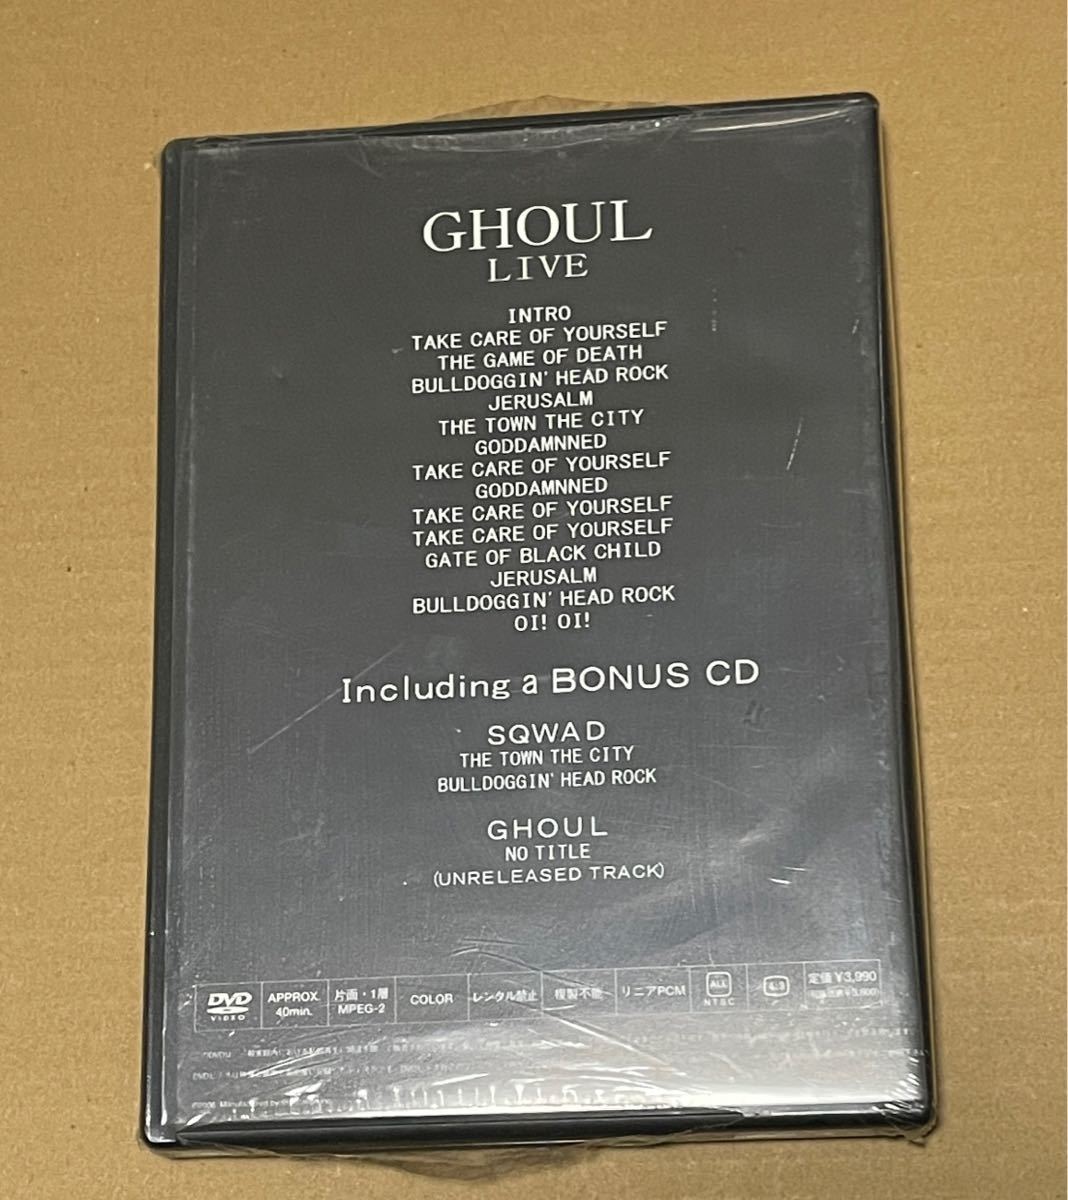 GHOUL
LIVE
INTRO
TAKE CARE OF YOURSELF
THE GAME OF DEATH
BULLDOGGIN' HEAD ROCK
JERUSALM
THE TOWN THE CITY
GODDAMNNED
TAKE CARE OF YOURSELF
GODDAMNNED
TAKE CARE OF YOURSELF
TAKE CARE OF YOURSELF
GATE OF BLACK CHILD
JERUSALM
BULLDOGGIN' HEAD ROCK
OI! OI!
Including a BONUS CD
SQWAD
THE TOWN THE CITY
BULLDOGGIN' HEAD ROCK
GHOUL
NO TITLE
(UNRELEASED TRACK)
DVD VIDEO
APPROX. 40min.
片面・1層 MPEG-2
COLOR
レンタル禁止
複製不能
リニアPCM
ALL NTSC
4:3
定価 ¥3,990